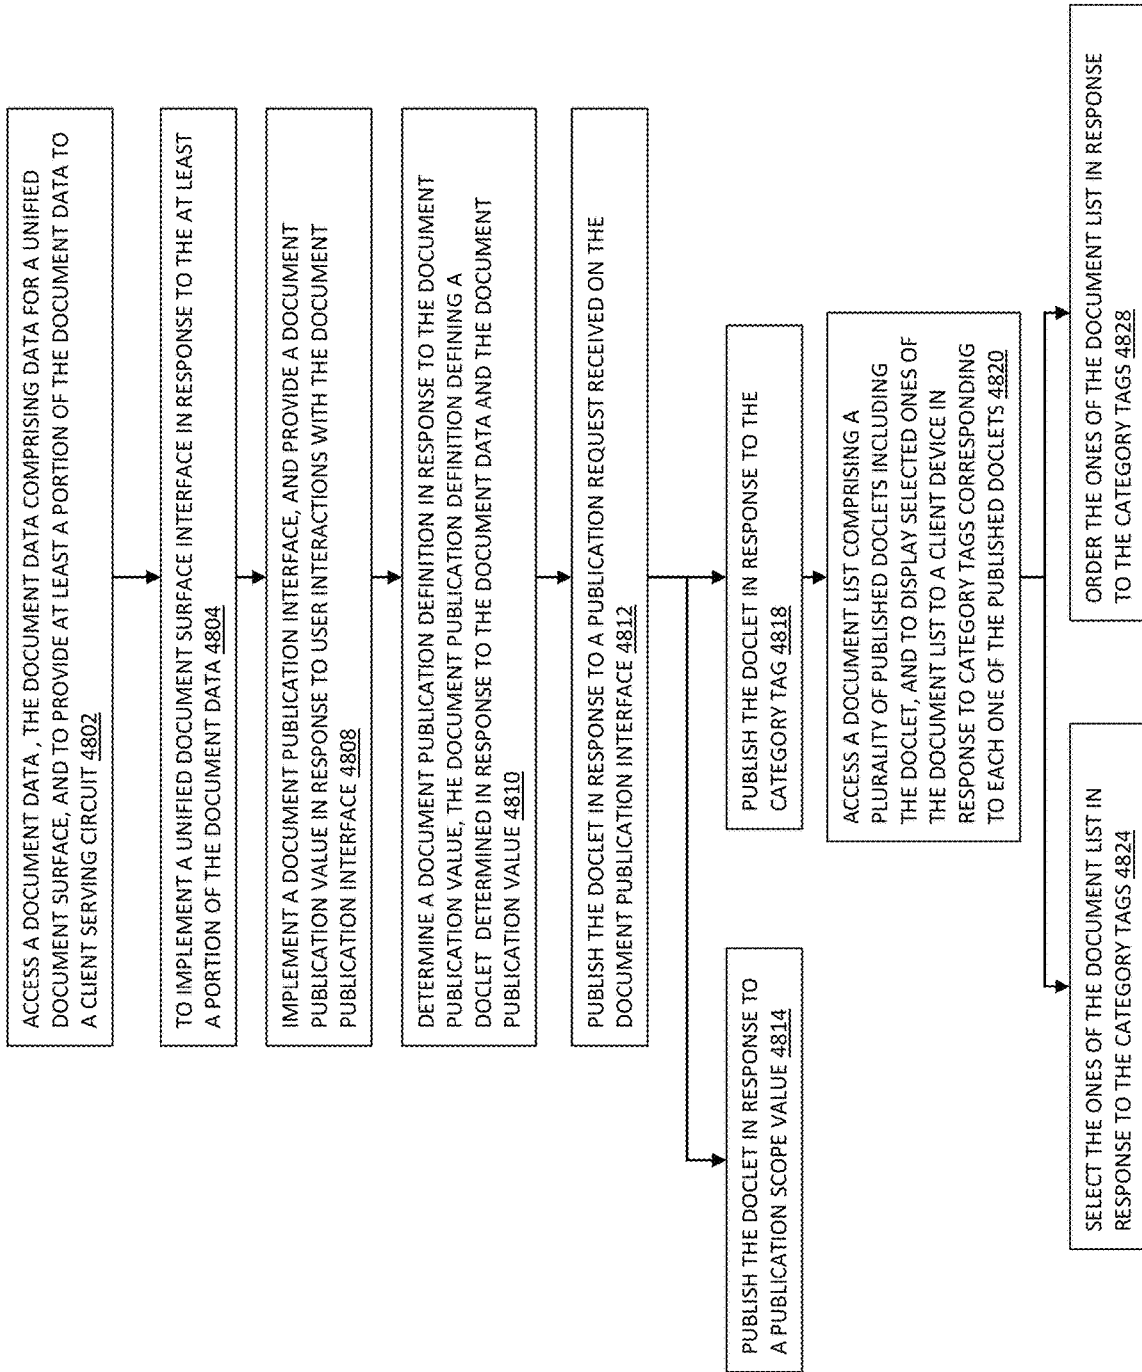 ACCESS A DOCUMENT DATA, THE DOCUMENT DATA COMPRISING DATA FOR A UNIFIED
DOCUMENT SURFACE, AND TO PROVIDE AT LEAST A PORTION OF THE DOCUMENT DATA TO
A CLIENT SERVING CIRCUIT 4802
TO IMPLEMENT A UNIFIED DOCUMENT SURFACE INTERFACE IN RESPONSE TO THE AT LEAST
A PORTION OF THE DOCUMENT DATA 4804
IMPLEMENT A DOCUMENT PUBLICATION INTERFACE, AND PROVIDE A DOCUMENT
PUBLICATION VALUE IN RESPONSE TO USER INTERACTIONS WITH THE DOCUMENT
PUBLICATION INTERFACE 4808
DETERMINE A DOCUMENT PUBLICATION DEFINITION IN RESPONSE TO THE DOCUMENT
PUBLICATION VALUE, THE DOCUMENT PUBLICATION DEFINITION DEFINING A
DOCLET DETERMINED IN RESPONSE TO THE DOCUMENT DATA AND THE DOCUMENT
PUBLICATION VALUE 4810
PUBLISH THE DOCLET IN RESPONSE TO A PUBLICATION REQUEST RECEIVED ON THE
DOCUMENT PUBLICATION INTERFACE 4812
PUBLISH THE DOCLET IN RESPONSE TO
A PUBLICATION SCOPE VALUE 4814
PUBLISH THE DOCLET IN RESPONSE TO THE
CATEGORY TAG 4818
ACCESS A DOCUMENT LIST COMPRISING A
PLURALITY OF PUBLISHED DOCLETS INCLUDING
THE DOCLET, AND TO DISPLAY SELECTED ONES OF
THE DOCUMENT LIST TO A CLIENT DEVICE IN
RESPONSE TO CATEGORY TAGS CORRESPONDING
TO EACH ONE OF THE PUBLISHED DOCLETS 4820
SELECT THE ONES OF THE DOCUMENT LIST IN
RESPONSE TO THE CATEGORY TAGS 4824
ORDER THE ONES OF THE DOCUMENT LIST IN RESPONSE
TO THE CATEGORY TAGS 4828